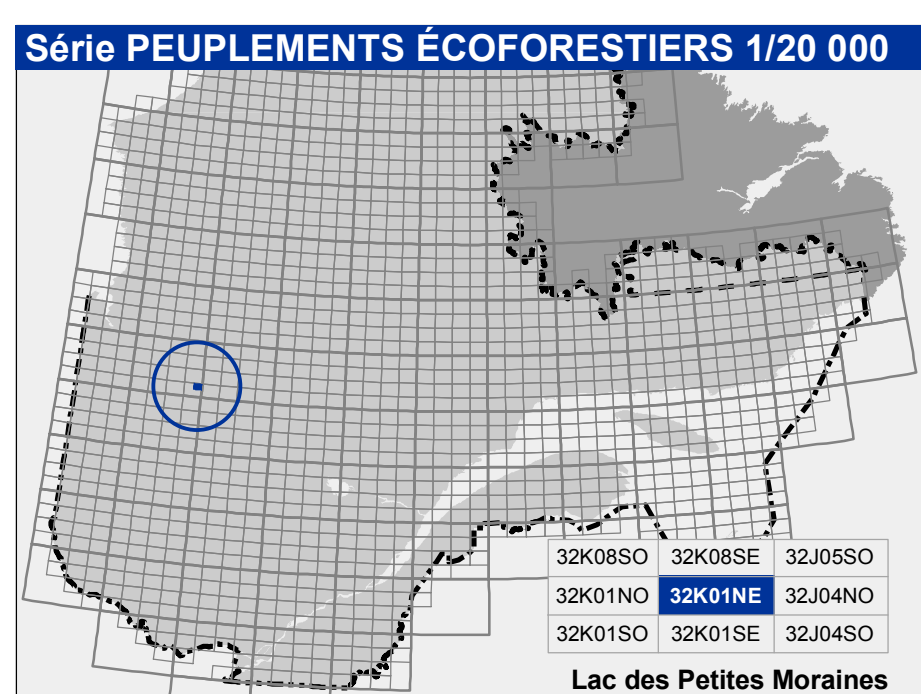 Série PEUPLEMENTS ÉCOFORESTIERS 1/20 000
32K08SO 32K08SE 32J05SO
32K01NO 32K01NE 32J04NO
32K01SO 32K01SE 32J04SO
Lac des Petites Moraines